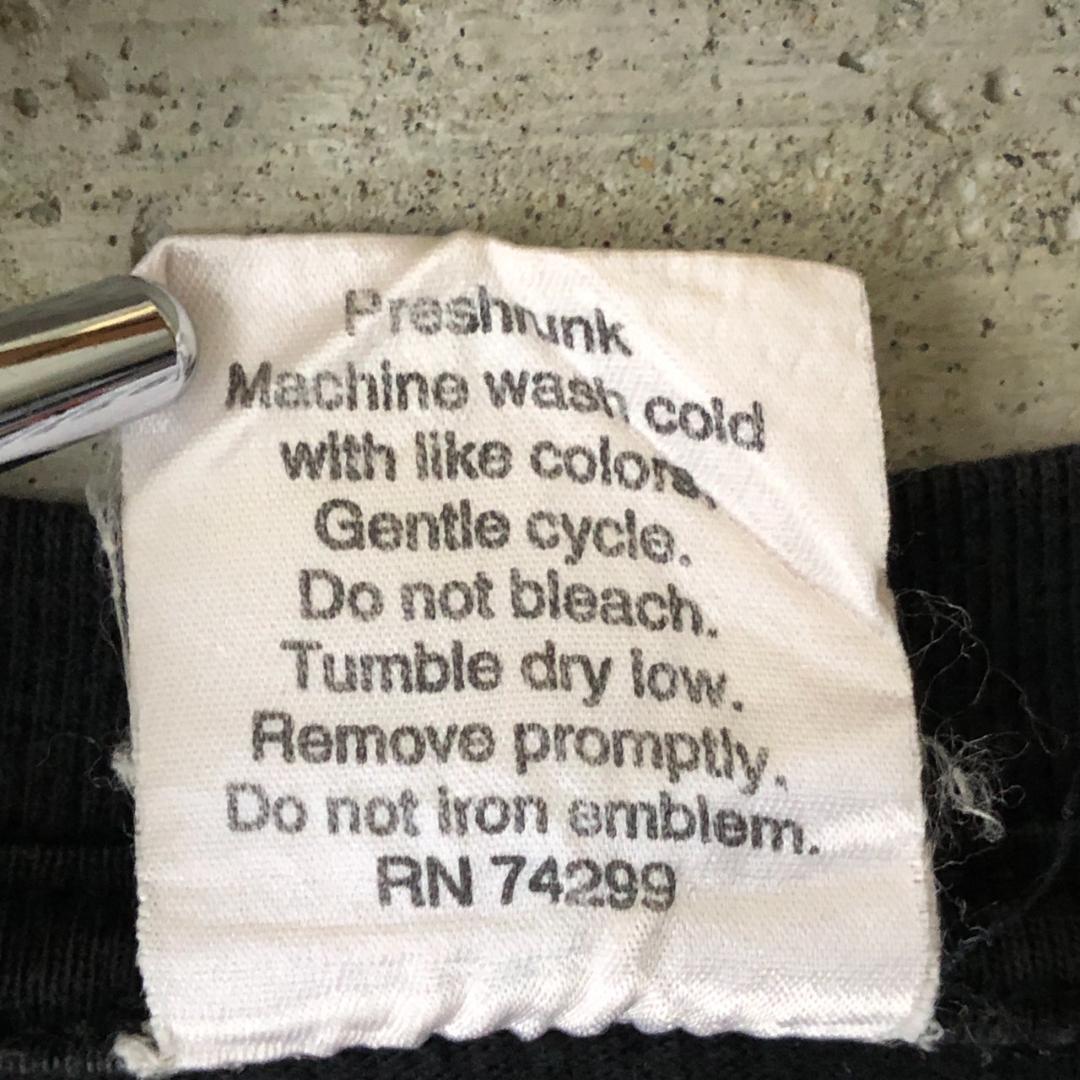 Preshrunk
Machine wash cold
with like colors,
Gentle cycle.
Do not bleach.
Tumble dry low.
Remove promptly.
Do not iron emblem.
RN 74299